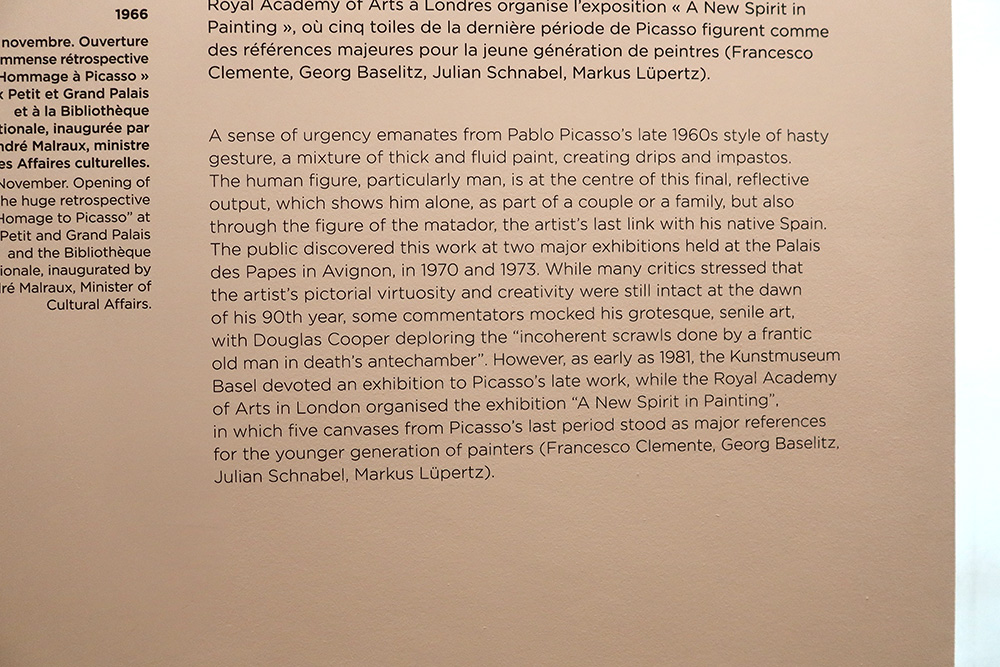 1966
novembre. Ouverture
immense rétrospective
Hommage à Picasso »
Petit et Grand Palais
et à la Bibliothèque
tionale, inaugurée par
ndré Malraux, ministre
es Affaires culturelles.
November. Opening of
he huge retrospective
Homage to Picasso” at
Petit and Grand Palais
and the Bibliothèque
ionale, inaugurated by
dré Malraux, Minister of
Cultural Affairs.
Royal Academy of Arts à Londres organise l’exposition « A New Spirit in
Painting », où cinq toiles de la dernière période de Picasso figurent comme
des références majeures pour la jeune génération de peintres (Francesco
Clemente, Georg Baselitz, Julian Schnabel, Markus Lüpertz).
A sense of urgency emanates from Pablo Picasso’s late 1960s style of hasty
gesture, a mixture of thick and fluid paint, creating drips and impastos.
The human figure, particularly man, is at the centre of this final, reflective
output, which shows him alone, as part of a couple or a family, but also
through the figure of the matador, the artist’s last link with his native Spain.
The public discovered this work at two major exhibitions held at the Palais
des Papes in Avignon, in 1970 and 1973. While many critics stressed that
the artist’s pictorial virtuosity and creativity were still intact at the dawn
of his 90th year, some commentators mocked his grotesque, senile art,
with Douglas Cooper deploring the “incoherent scrawls done by a frantic
old man in death’s antechamber”. However, as early as 1981, the Kunstmuseum
Basel devoted an exhibition to Picasso’s late work, while the Royal Academy
of Arts in London organised the exhibition “A New Spirit in Painting”,
in which five canvases from Picasso’s last period stood as major references
for the younger generation of painters (Francesco Clemente, Georg Baselitz,
Julian Schnabel, Markus Lüpertz).